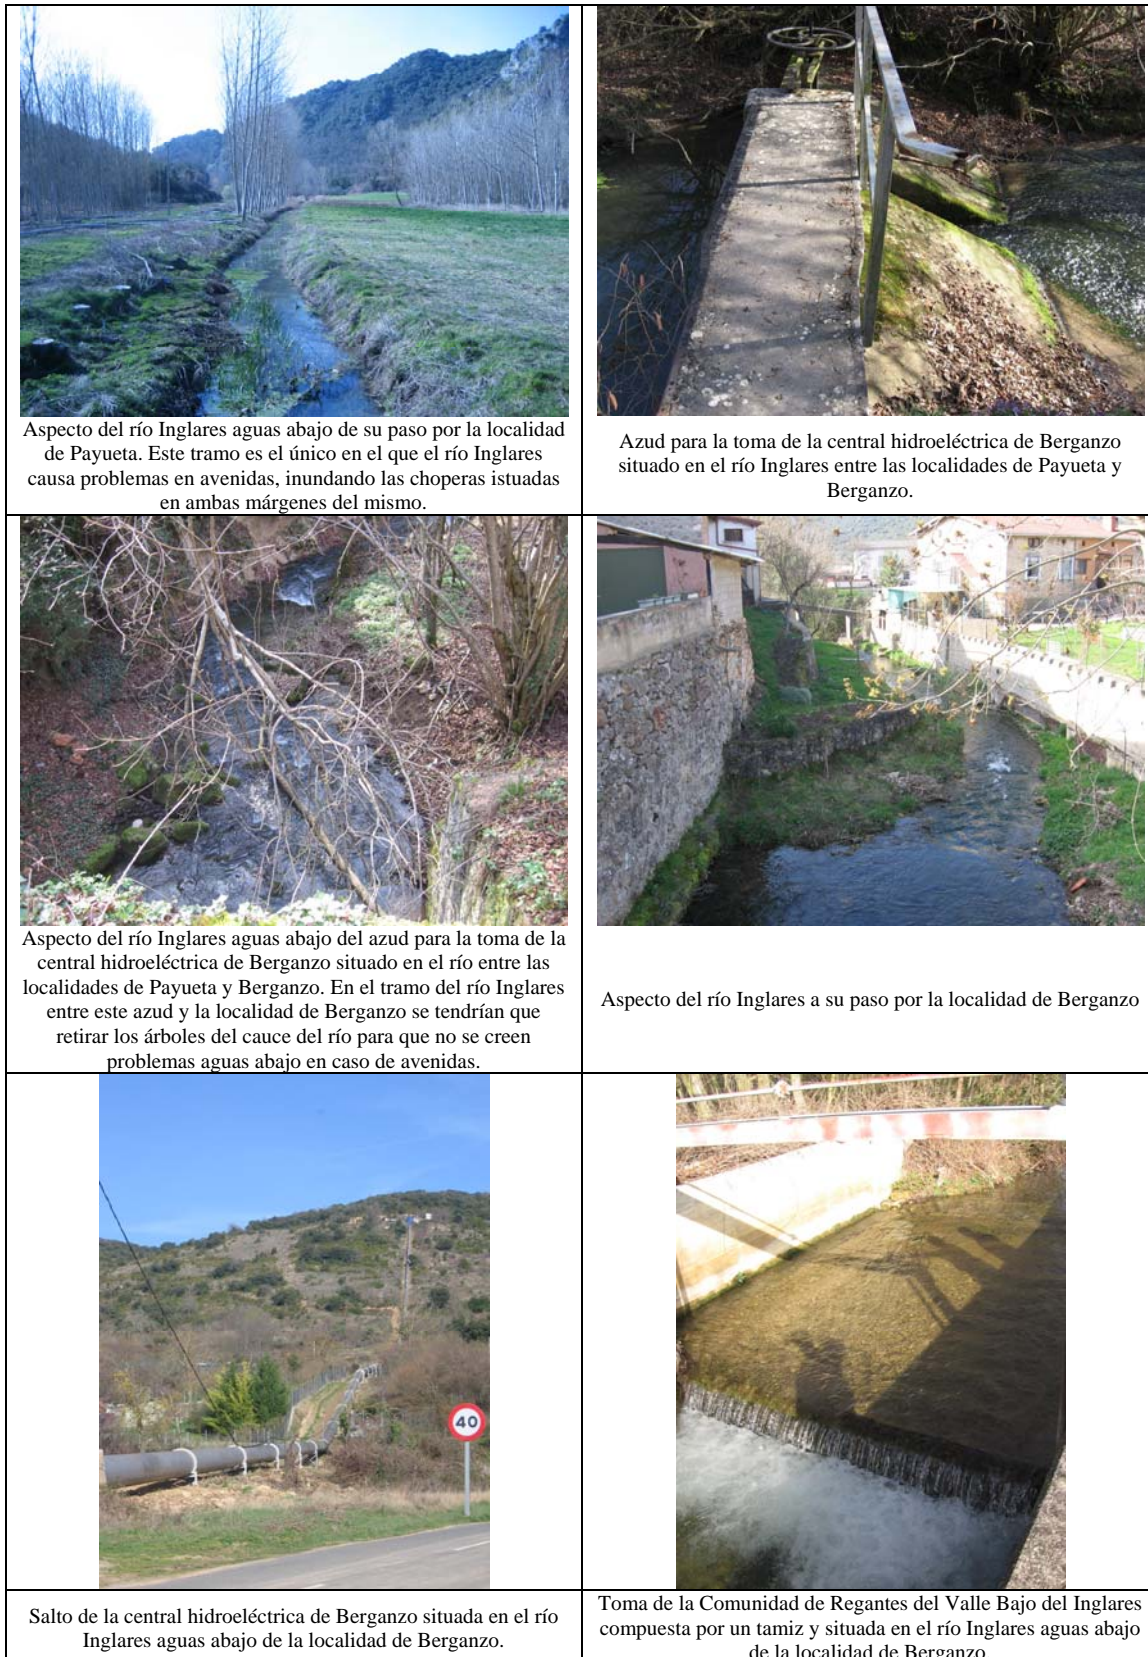 Aspecto del río Inglares aguas abajo de su paso por la localidad
de Payueta. Este tramo es el único en el que el río Inglares
causa problemas en avenidas, inundando las choperas istuadas
en ambas márgenes del mismo.
Azud para la toma de la central hidroeléctrica de Berganzo
situado en el río Inglares entre las localidades de Payueta y
Berganzo.
Aspecto del río Inglares aguas abajo del azud para la toma de la
central hidroeléctrica de Berganzo situado en el río entre las
localidades de Payueta y Berganzo. En el tramo del río Inglares
entre este azud y la localidad de Berganzo se tendrían que
retirar los árboles del cauce del río para que no se creen
problemas aguas abajo en caso de avenidas.
Aspecto del río Inglares a su paso por la localidad de Berganzo
40
Salto de la central hidroeléctrica de Berganzo situada en el río
Inglares aguas abajo de la localidad de Berganzo.
Toma de la Comunidad de Regantes del Valle Bajo del Inglares
compuesta por un tamiz y situada en el río Inglares aguas abajo
de la localidad de Berganzo